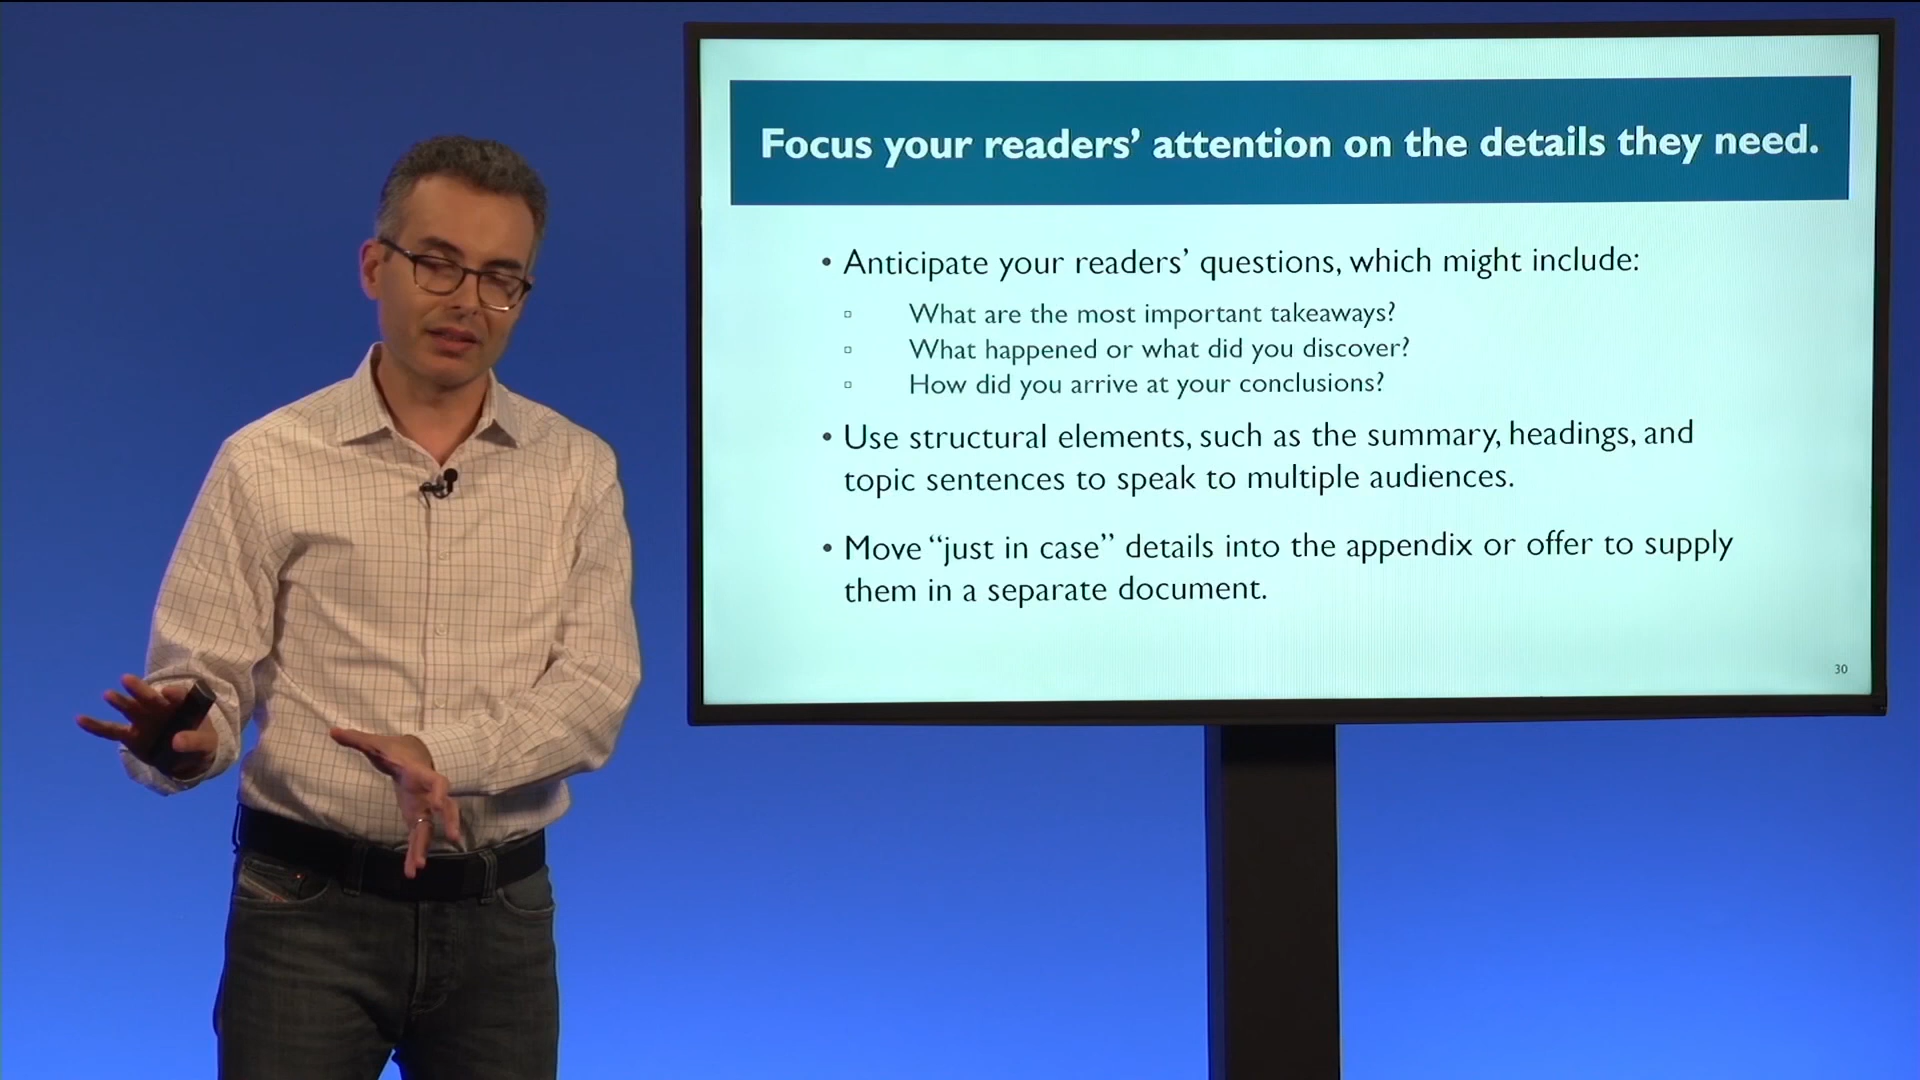 Focus your readers’ attention on the details they need.
• Anticipate your readers’ questions, which might include:
▫ What are the most important takeaways?
▫ What happened or what did you discover?
▫ How did you arrive at your conclusions?
• Use structural elements, such as the summary, headings, and
topic sentences to speak to multiple audiences.
• Move “just in case” details into the appendix or offer to supply
them in a separate document.
30